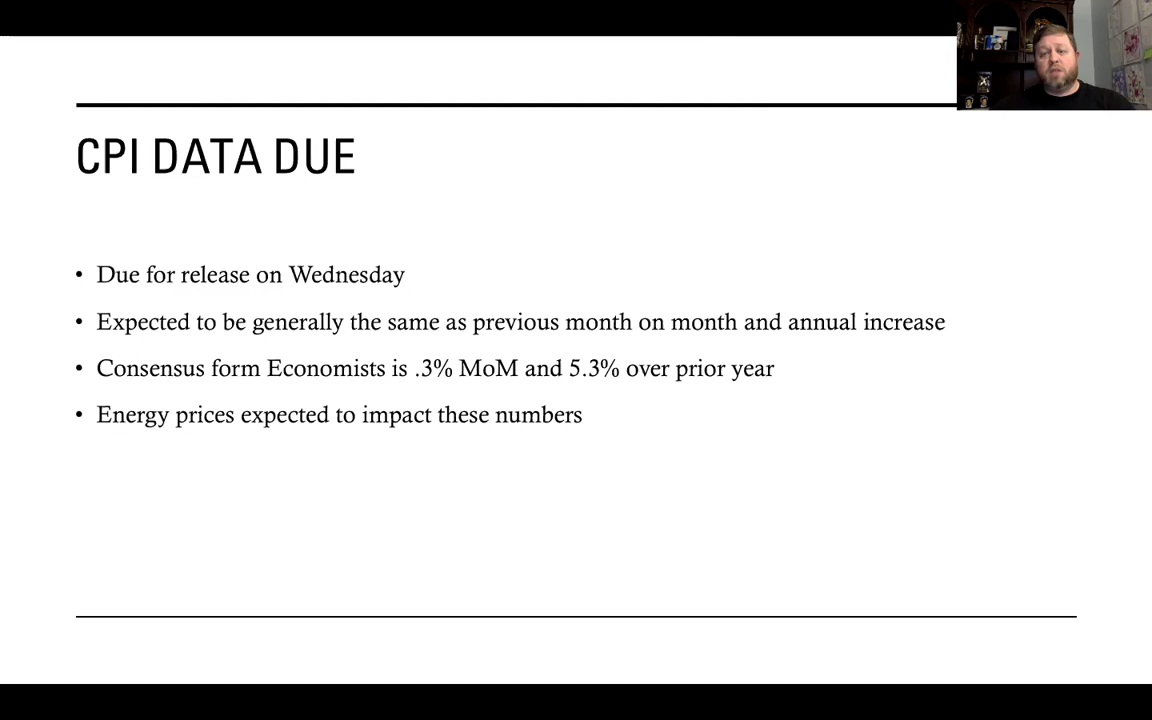 CPI DATA DUE
• Due for release on Wednesday
• Expected to be generally the same as previous month on month and annual increase
• Consensus form Economists is .3% MoM and 5.3% over prior year
• Energy prices expected to impact these numbers